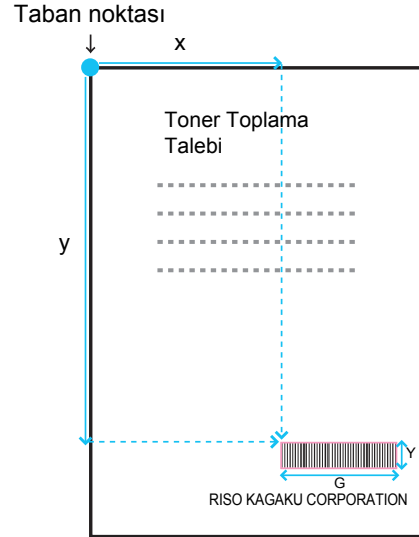 Taban noktası
↓
x
Toner Toplama
Talebi
y
Y
G
RISO KAGAKU CORPORATION